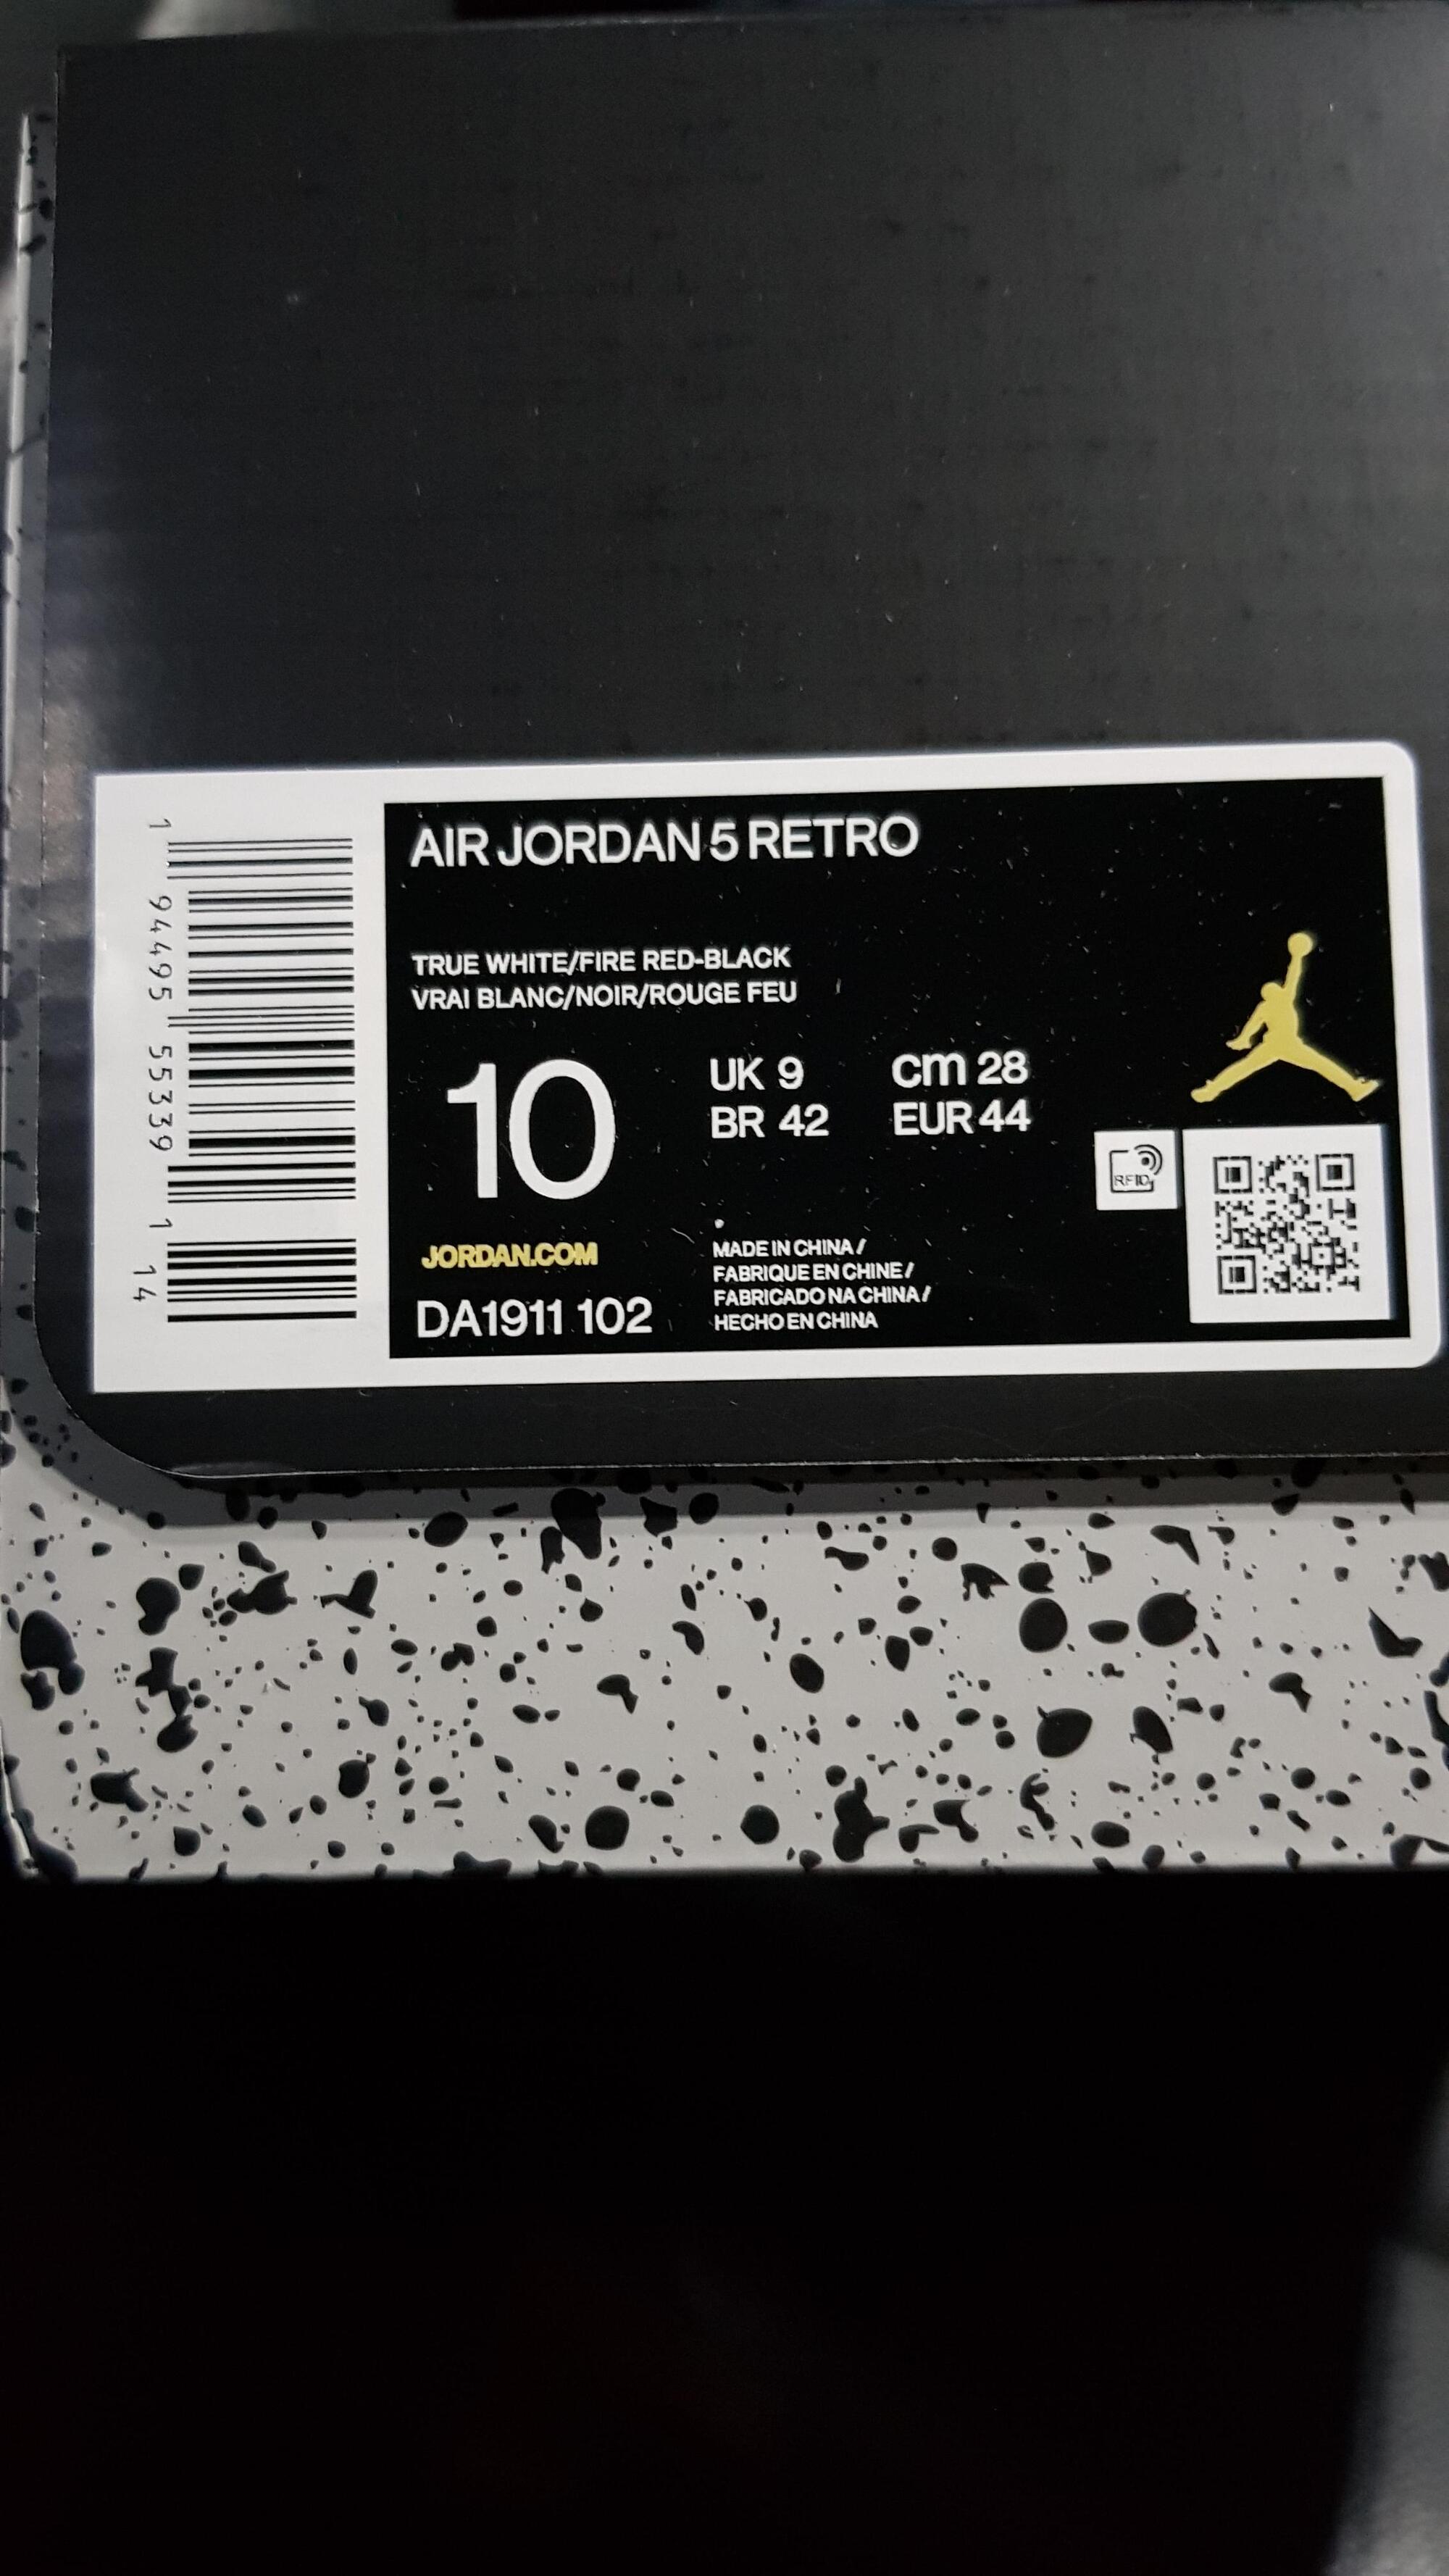 AIR JORDAN 5 RETRO
TRUE WHITE/FIRE RED-BLACK
VRAI BLANC/NOIR/ROUGE FEU
10
UK 9
cm 28
BR 42
EUR 44
RFID
JORDAN.COM
DA1911 102
MADE IN CHINA /
FABRIQUE EN CHINE /
FABRICADO NA CHINA /
HECHO EN CHINA
1 94495 55339 1 14